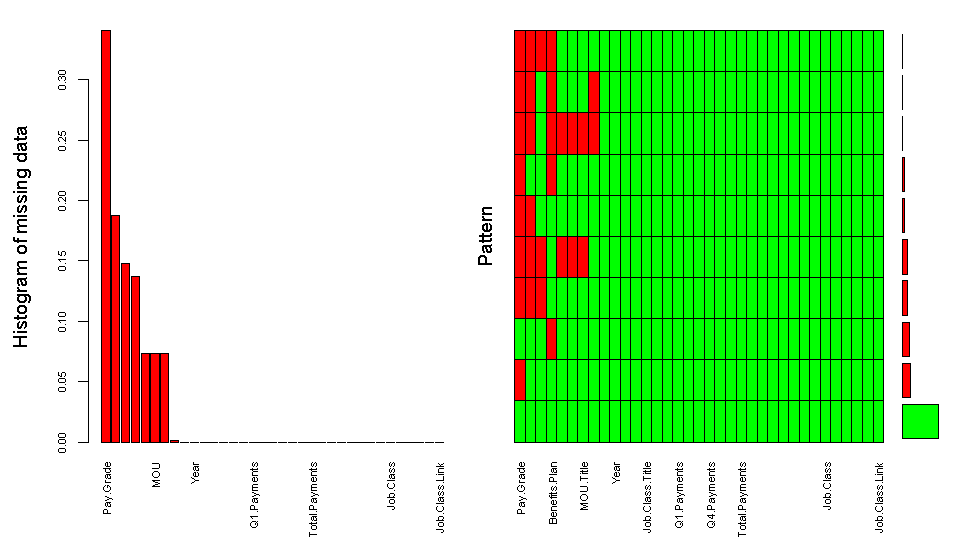 Histogram of missing data
0.00
0.05
0.10
0.15
0.20
0.25
0.30
Pay.Grade
MOU
Year
Q1.Payments
Total.Payments
Job.Class
Job.Class.Link
Pattern
Pay.Grade
Benefits.Plan
MOU.Title
Year
Job.Class.Title
Q1.Payments
Q4.Payments
Total.Payments
Job.Class
Job.Class.Link